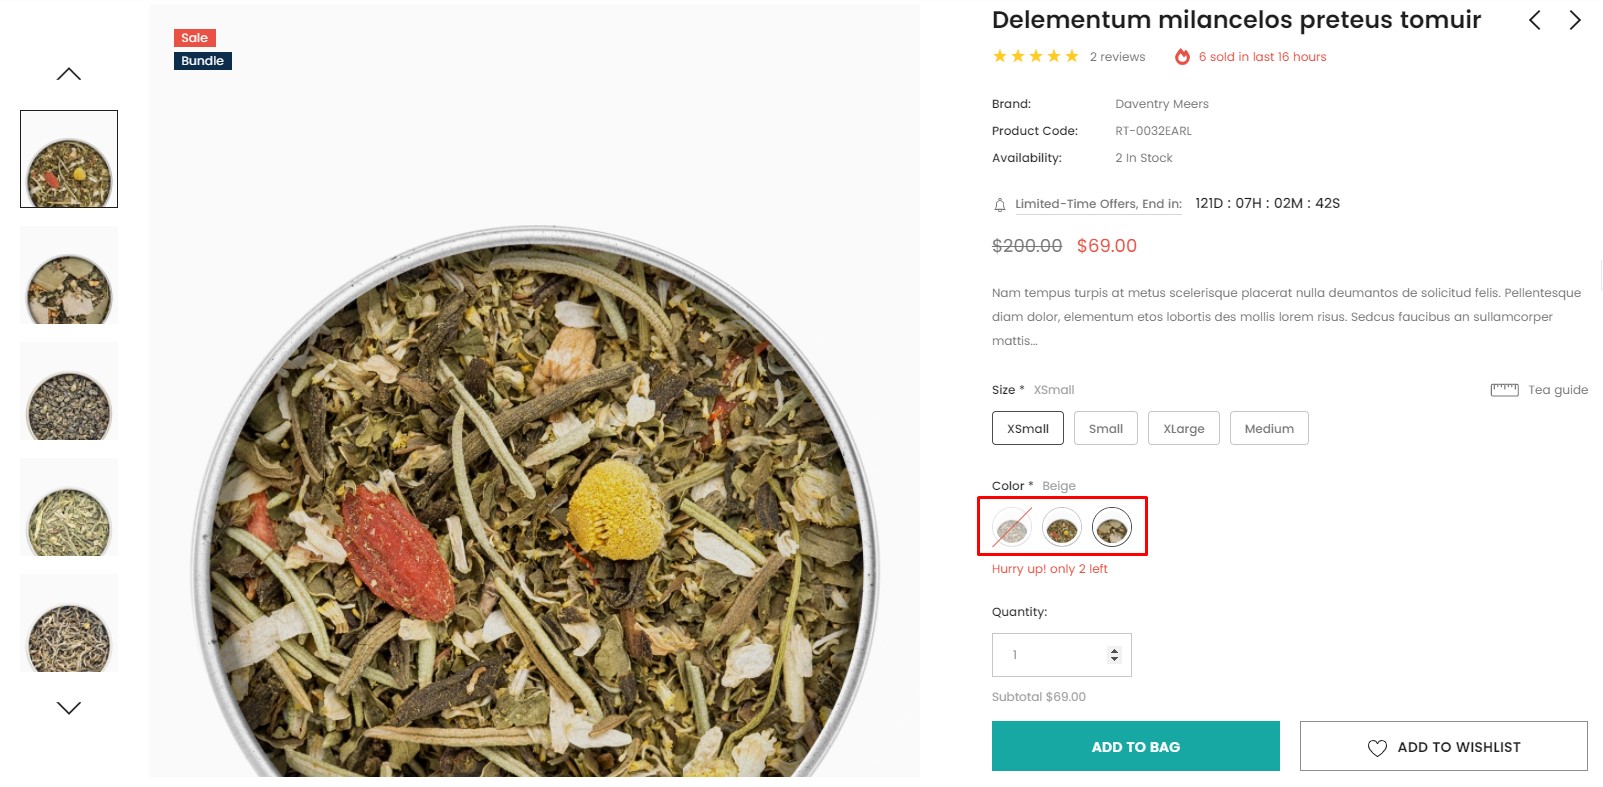 Sale
Bundle
Delementum milancelos preteus tomuir
2 reviews
6 sold in last 16 hours
Brand: Daventry Meers
Product Code: RT-0032EARL
Availability: 2 In Stock
Limited-Time Offers, End in: 121D : 07H : 02M : 42S
$200.00 $69.00
Nam tempus turpis at metus scelerisque placerat nulla deumantos de solicitud felis. Pellentesque
diam dolor, elementum etos lobortis des mollis lorem risus. Sedcus faucibus an sullamcorper
mattis...
Size * XSmall
Tea guide
XSmall Small XLarge Medium
Color * Beige
Hurry up! only 2 left
Quantity:
1
Subtotal $69.00
ADD TO BAG
ADD TO WISHLIST